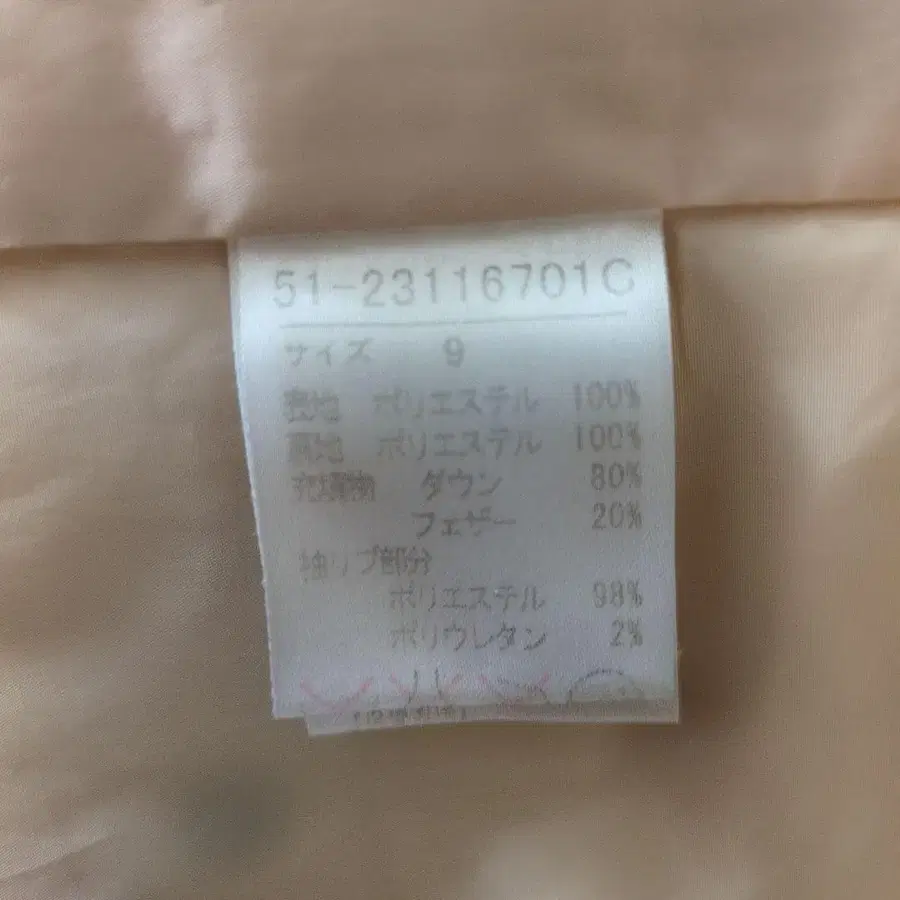 51-23116701C
サイズ 9
表地 ポリエステル 100%
裏地 ポリエステル 100%
充填物 ダウン 80%
フェザー 20%
袖リブ部分
ポリエステル 98%
ポリウレタン 2%